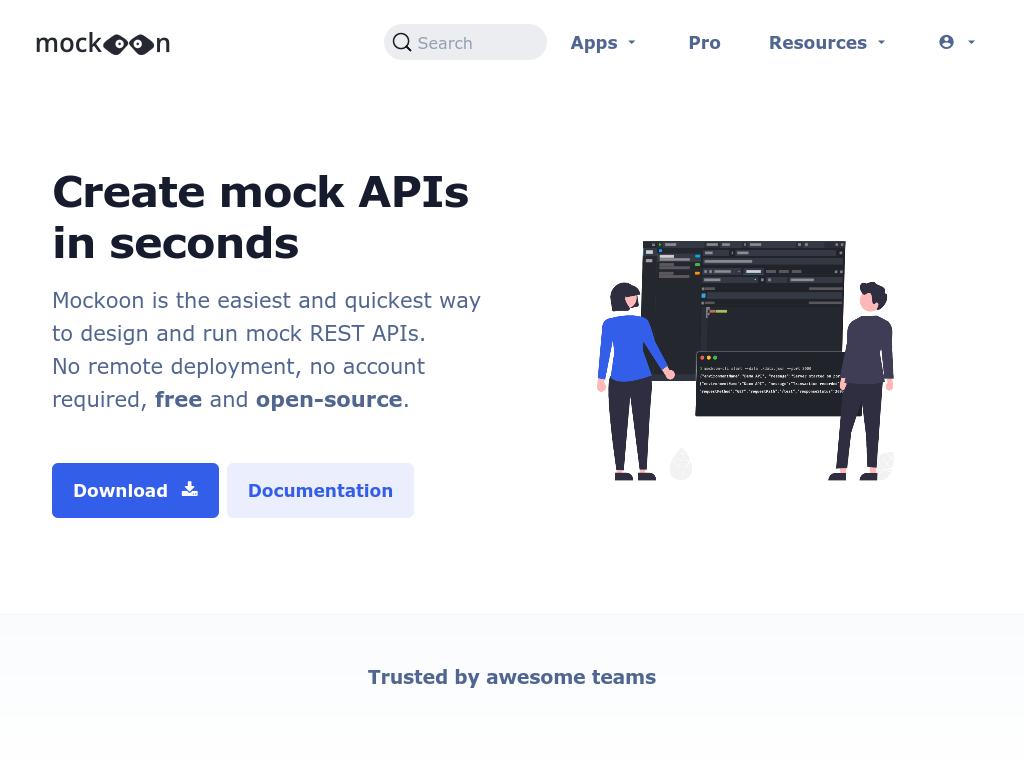 mockoon
Search
Apps
Pro
Resources
Create mock APIs
in seconds
Mockoon is the easiest and quickest way
to design and run mock REST APIs.
No remote deployment, no account
required, free and open-source.
Download
Documentation
Trusted by awesome teams